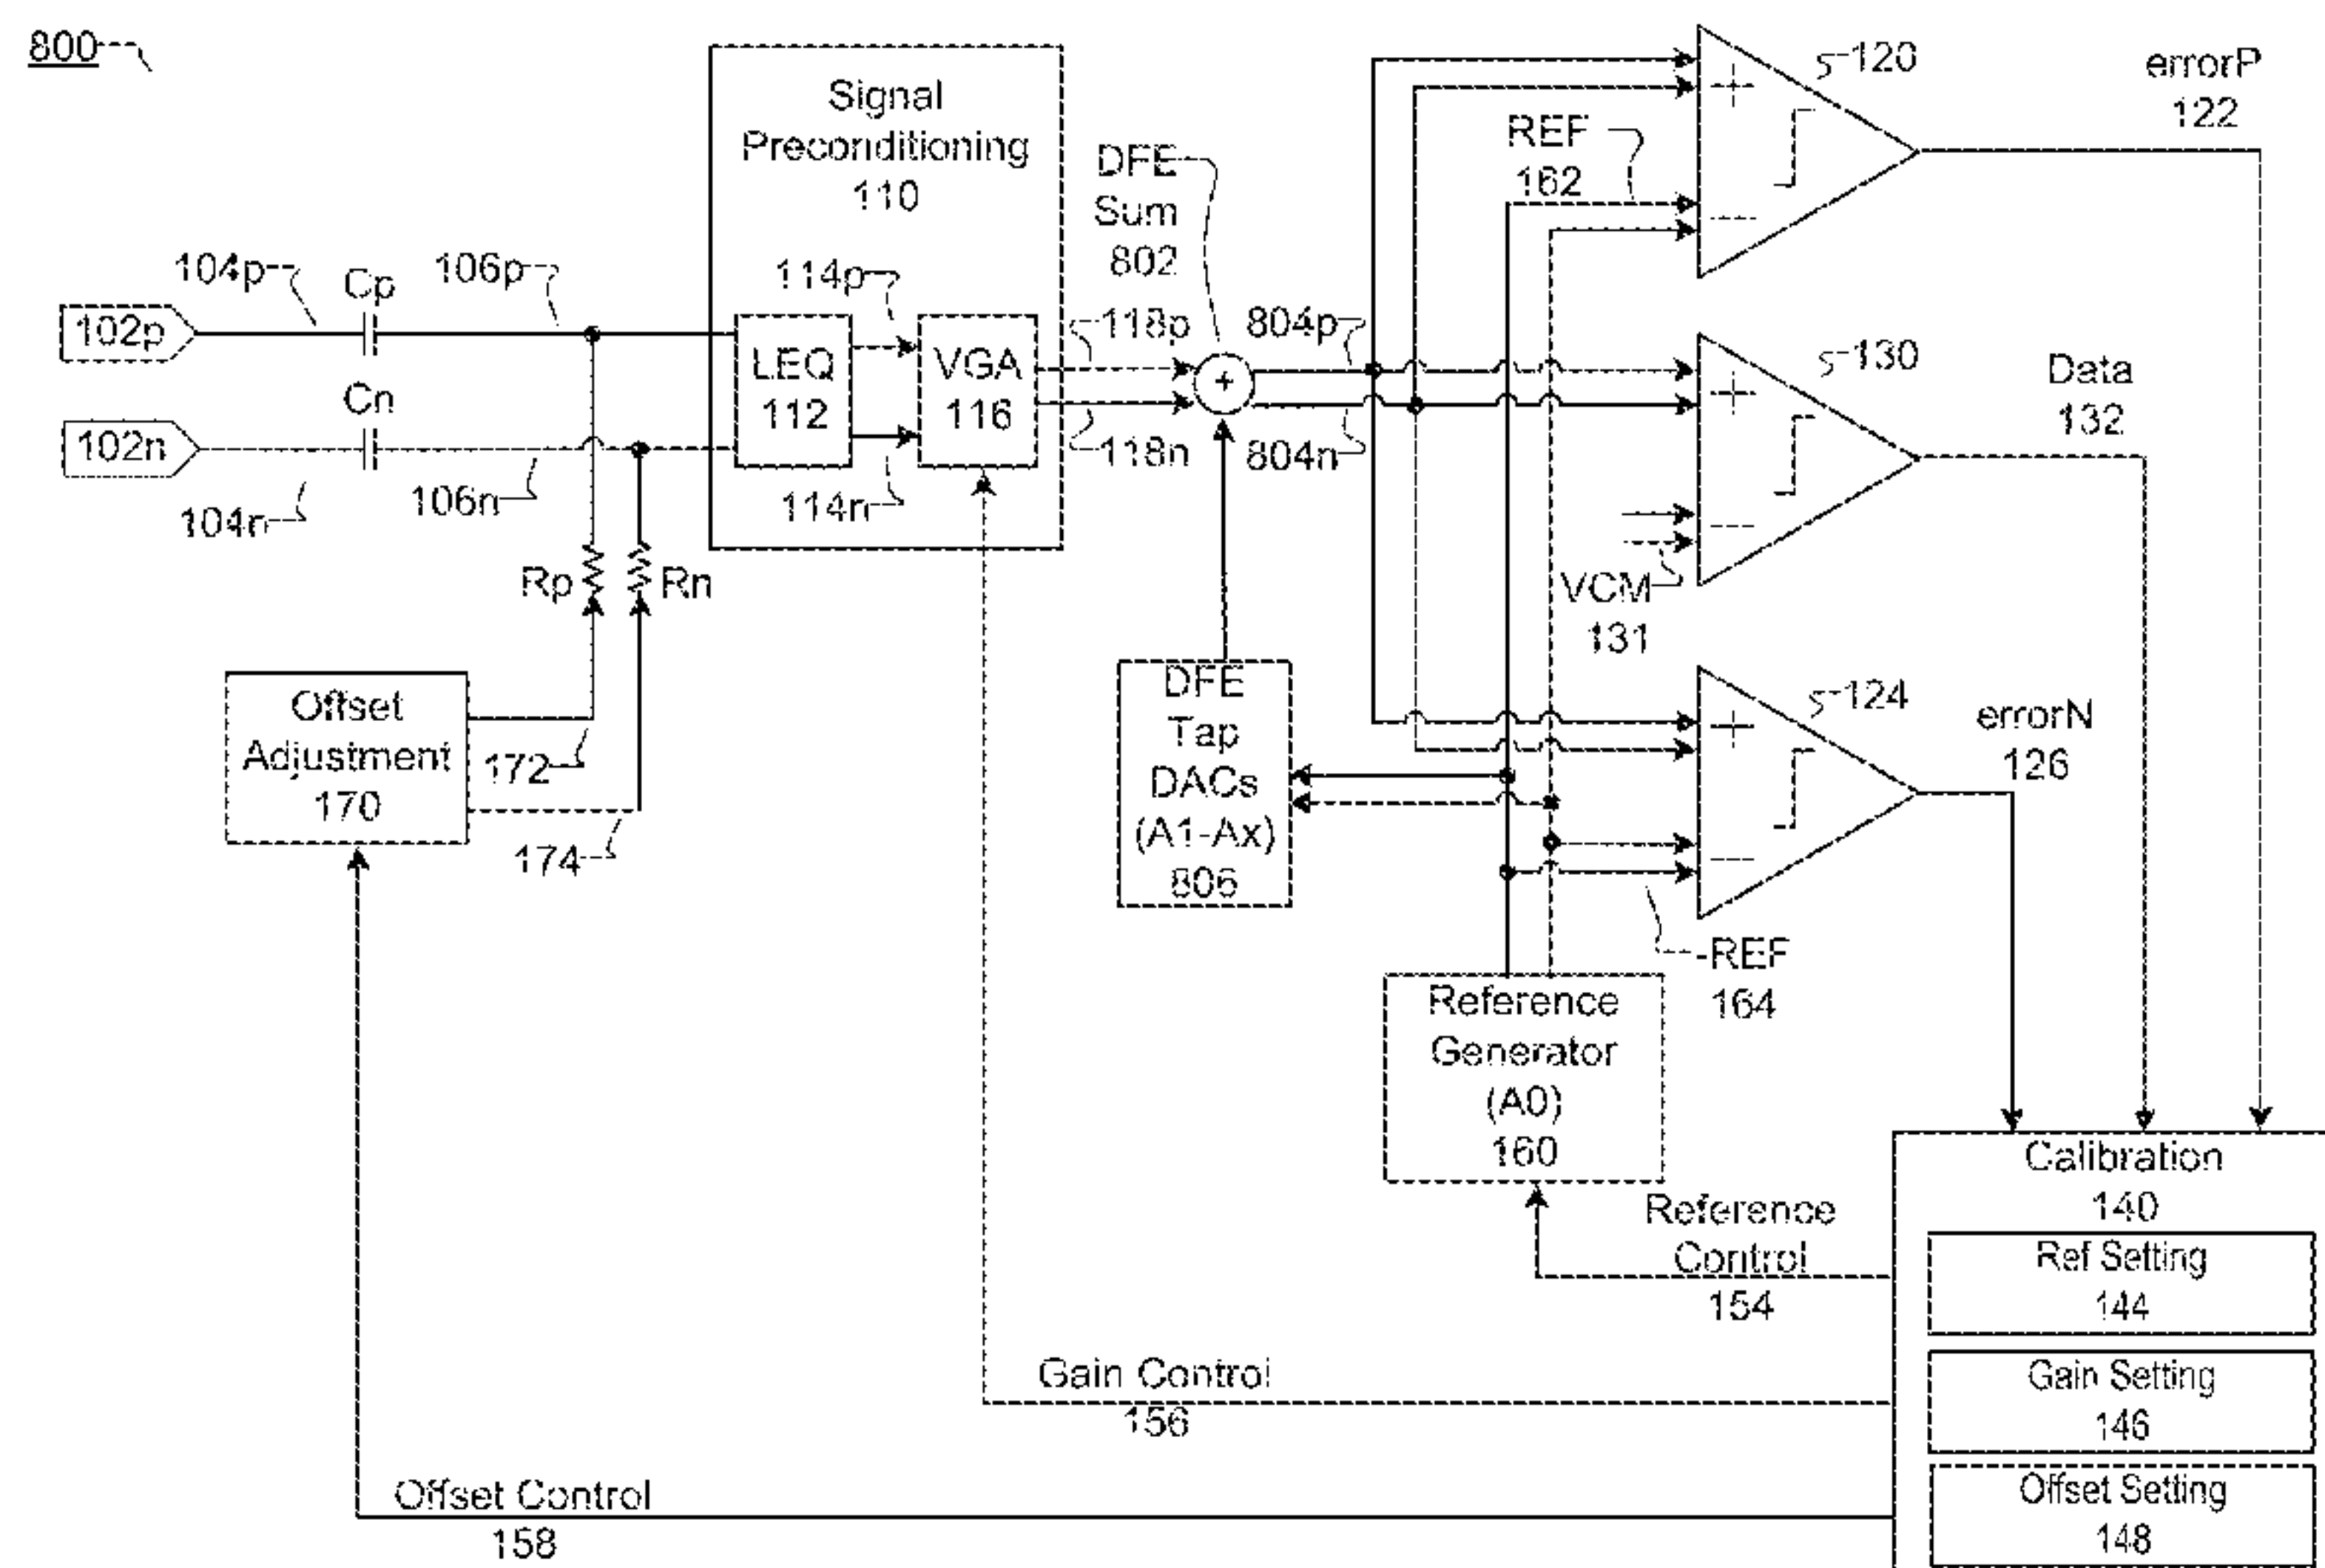 800
Signal
Preconditioning
110
104p
Cp
106p
102p
Cn
102n
104n
106n
LEQ
112
114p
114n
VGA
116
118p
118n
DFE
Sum
802
+
804p
804n
REF
162
+
120
errorP
122
+
130
Data
132
VCM
131
+
124
errorN
126
-REF
164
Rp
Rn
Offset
Adjustment
170
172
174
DFE
Tap
DACs
(A1-Ax)
806
Reference
Generator
(A0)
160
Reference
Control
154
Calibration
140
Ref Setting
144
Gain Setting
146
Offset Setting
148
Gain Control
156
Offset Control
158